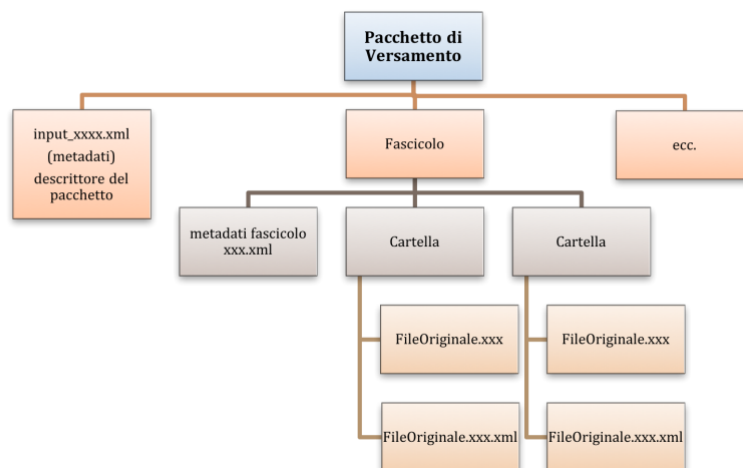 Pacchetto di
Versamento
input_xxxx.xml
(metadati)
descrittore del
pacchetto
Fascicolo
ecc.
metadati fascicolo
xxx.xml
Cartella
Cartella
FileOriginale.xxx
FileOriginale.xxx
FileOriginale.xxx.xml
FileOriginale.xxx.xml